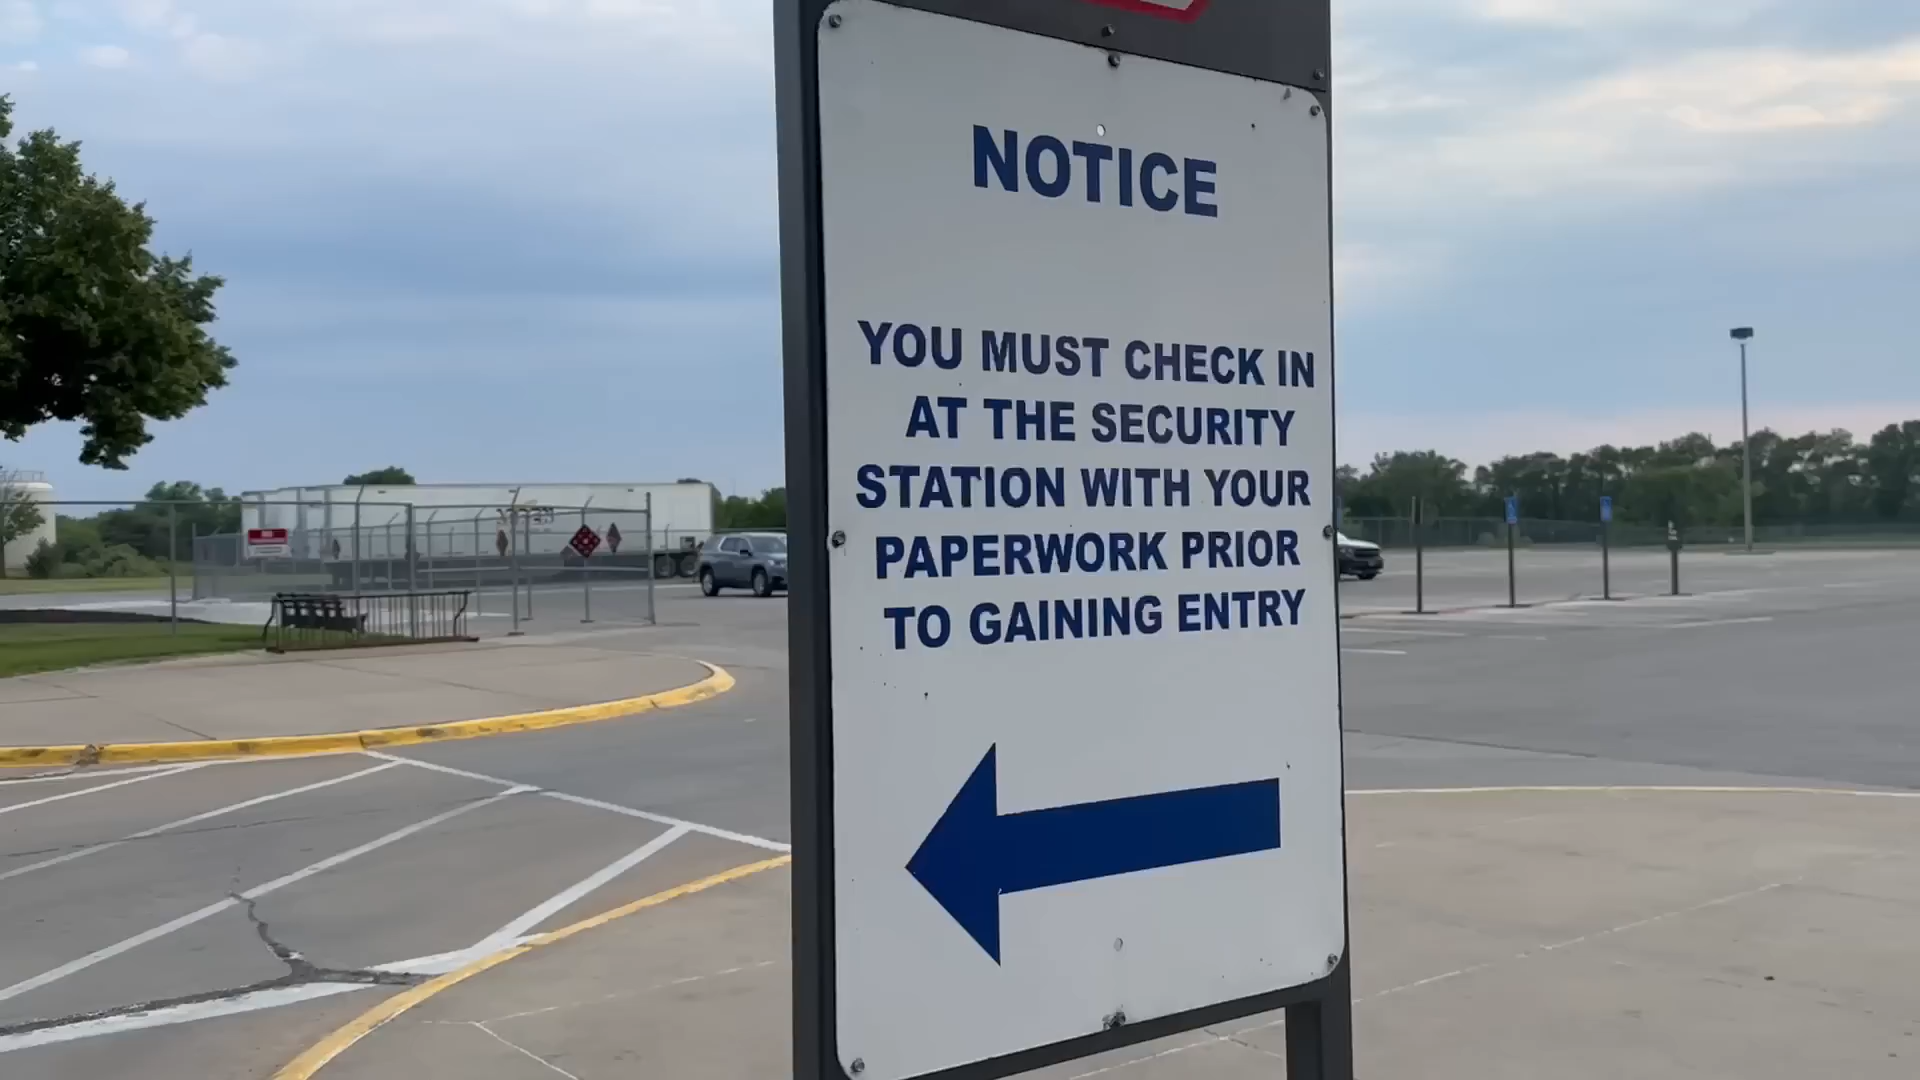 NOTICE
YOU MUST CHECK IN
AT THE SECURITY
STATION WITH YOUR
PAPERWORK PRIOR
TO GAINING ENTRY